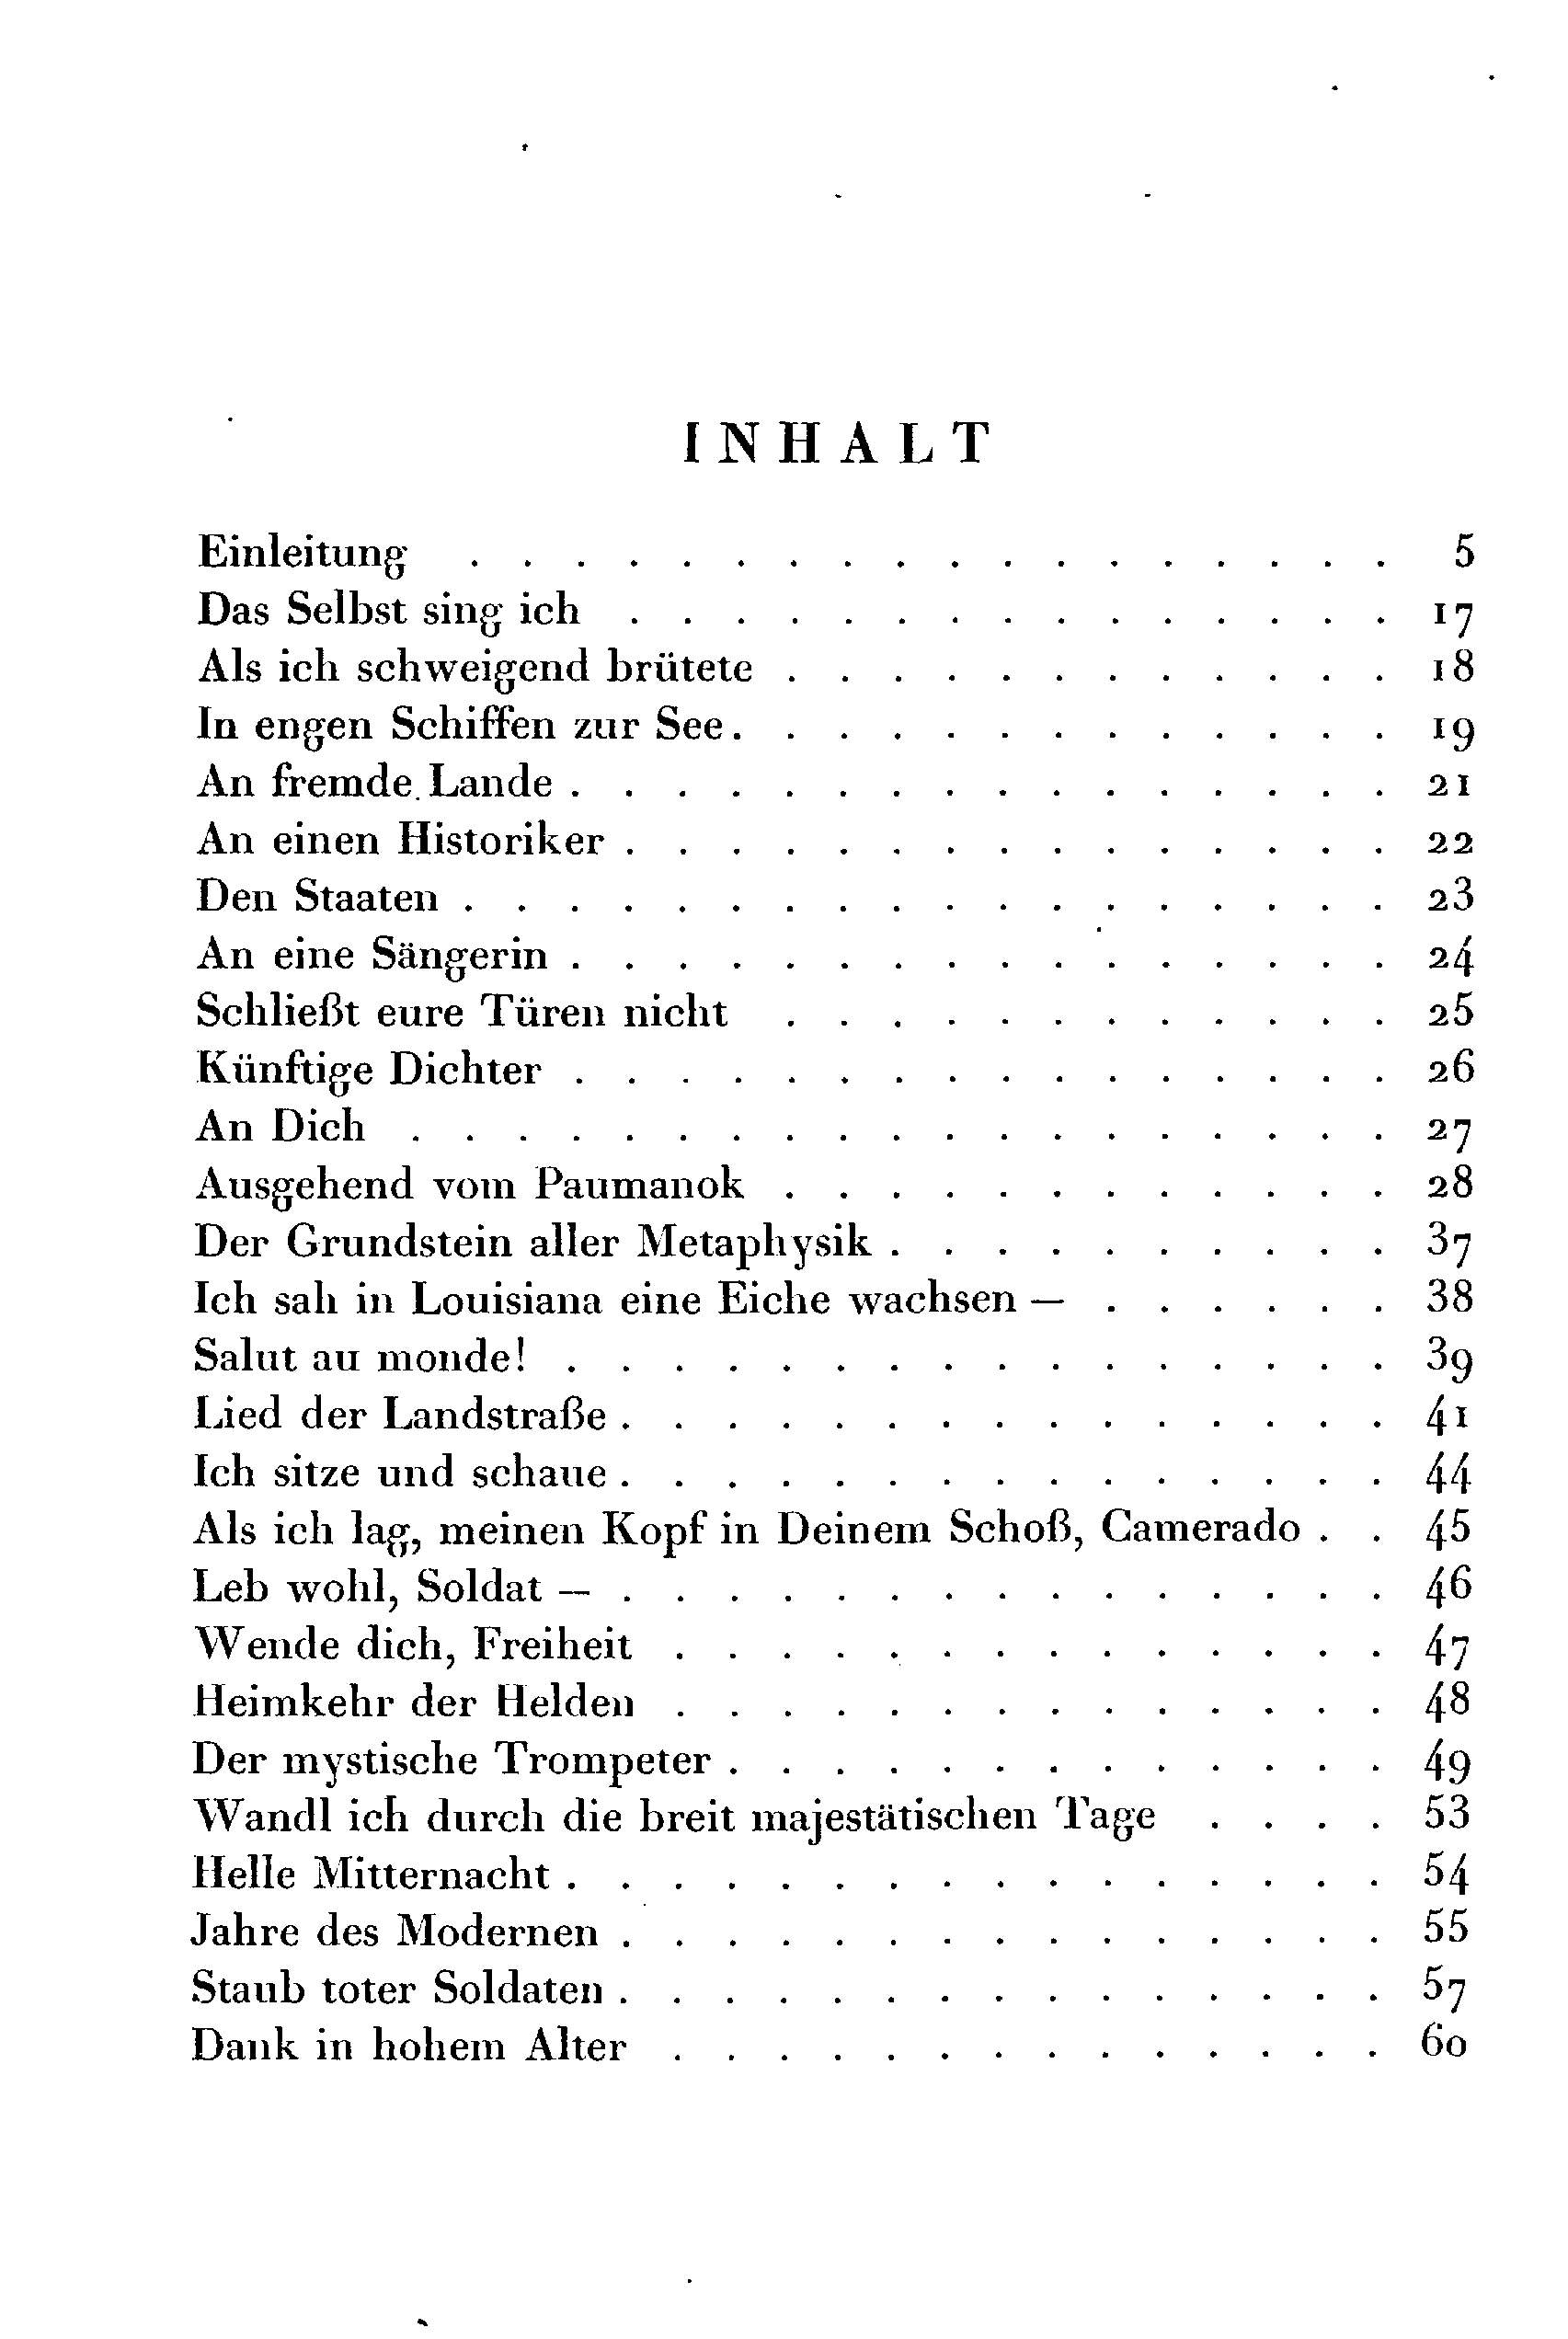 INHALT
Einleitung . . . . . . . . . . . . . . . . . . 5
Das Selbst sing ich . . . . . . . . . . . . . . . 17
Als ich schweigend brütete . . . . . . . . . . . . 18
In engen Schiffen zur See . . . . . . . . . . . . . 19
An fremde Lande . . . . . . . . . . . . . . . . 21
An einen Historiker . . . . . . . . . . . . . . . 22
Den Staaten . . . . . . . . . . . . . . . . . . 23
An eine Sängerin . . . . . . . . . . . . . . . . 24
Schließt eure Türen nicht . . . . . . . . . . . . 25
Künftige Dichter . . . . . . . . . . . . . . . . 26
An Dich . . . . . . . . . . . . . . . . . . . 27
Ausgehend vom Paumanok . . . . . . . . . . . . 28
Der Grundstein aller Metaphysik . . . . . . . . . . 37
Ich sah in Louisiana eine Eiche wachsen — . . . . . . 38
Salut au monde! . . . . . . . . . . . . . . . . 39
Lied der Landstraße . . . . . . . . . . . . . . . 41
Ich sitze und schaue . . . . . . . . . . . . . . . 44
Als ich lag, meinen Kopf in Deinem Schoß, Camerado . . 45
Leb wohl, Soldat — . . . . . . . . . . . . . . . 46
Wende dich, Freiheit . . . . . . . . . . . . . . 47
Heimkehr der Helden . . . . . . . . . . . . . . 48
Der mystische Trompeter . . . . . . . . . . . . . 49
Wandl ich durch die breit majestätischen Tage . . . . 53
Helle Mitternacht . . . . . . . . . . . . . . . . 54
Jahre des Modernen . . . . . . . . . . . . . . . 55
Staub toter Soldaten . . . . . . . . . . . . . . . 57
Dank in hohem Alter . . . . . . . . . . . . . . 60